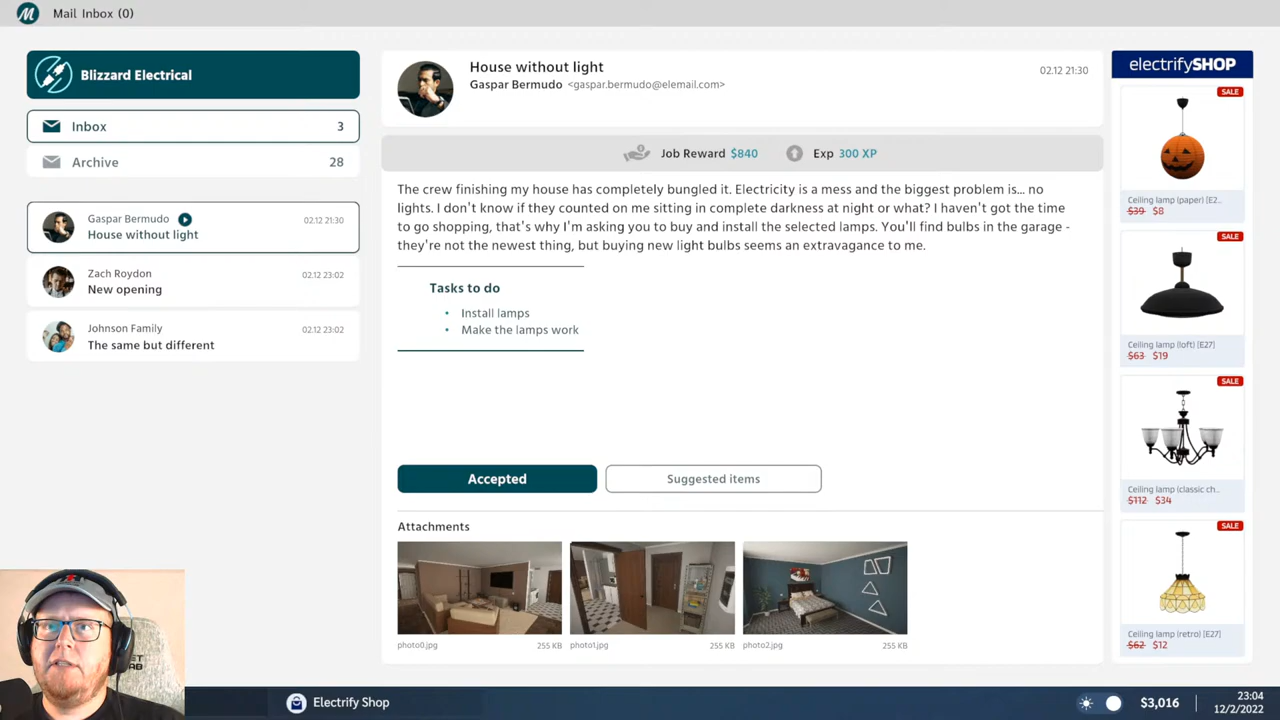 Mail Inbox (0)
Blizzard Electrical
Inbox 3
Archive 28
Gaspar Bermudo 02.12 21:30
House without light
Zach Roydon 02.12 23:02
New opening
Johnson Family 02.12 23:02
The same but different
House without light
Gaspar Bermudo <gaspar.bermudo@elemail.com>
02.12 21:30
Job Reward $840 Exp 300 XP
The crew finishing my house has completely bungled it. Electricity is a mess and the biggest problem is... no
lights. I don't know if they counted on me sitting in complete darkness at night or what? I haven't got the time
to go shopping, that's why I'm asking you to buy and install the selected lamps. You'll find bulbs in the garage -
they're not the newest thing, but buying new light bulbs seems an extravagance to me.
Tasks to do
• Install lamps
• Make the lamps work
Accepted Suggested items
Attachments
photo0.jpg 255 KB
photo1.jpg 255 KB
photo2.jpg 255 KB
electrifySHOP
SALE
Ceiling lamp (paper) [E2...
$39 $8
SALE
Ceiling lamp (loft) [E27]
$63 $19
SALE
Ceiling lamp (classic ch...
$112 $34
SALE
Ceiling lamp (retro) [E27]
$62 $12
Electrify Shop
$3,016
23:04
12/2/2022